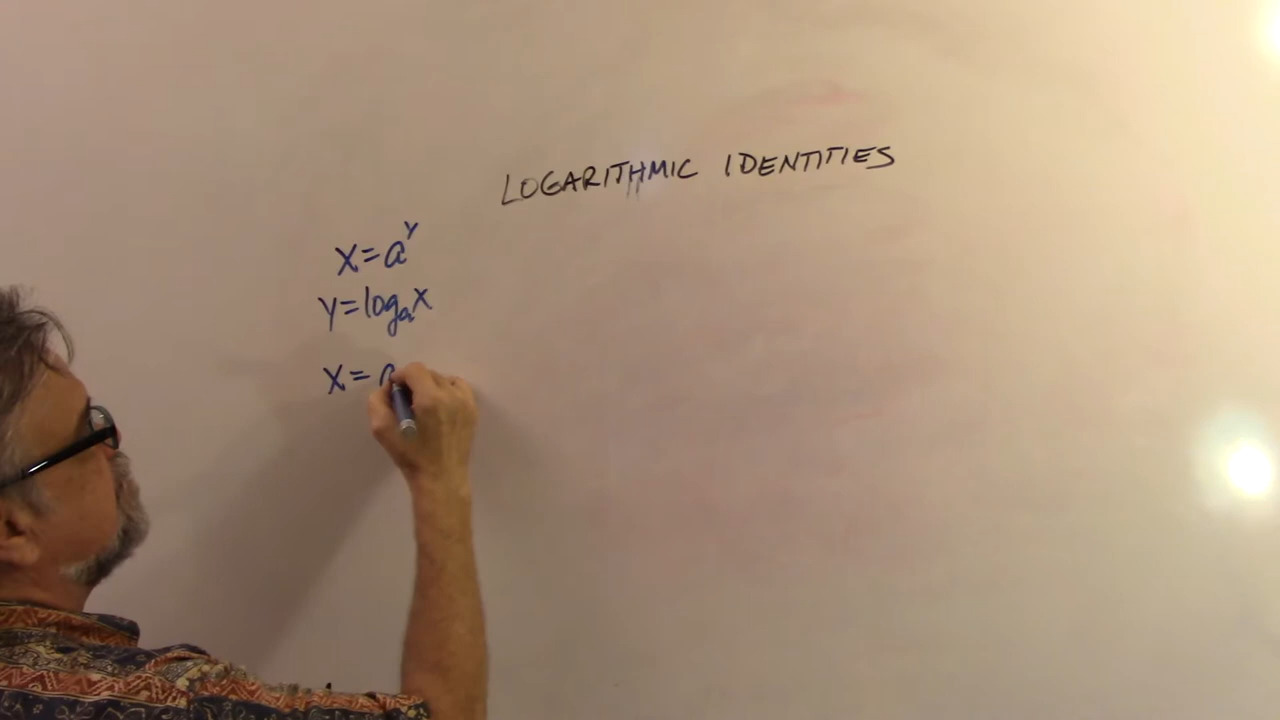 LOGARITHMIC IDENTITIES
X = a^Y
Y = log_a X
X = a